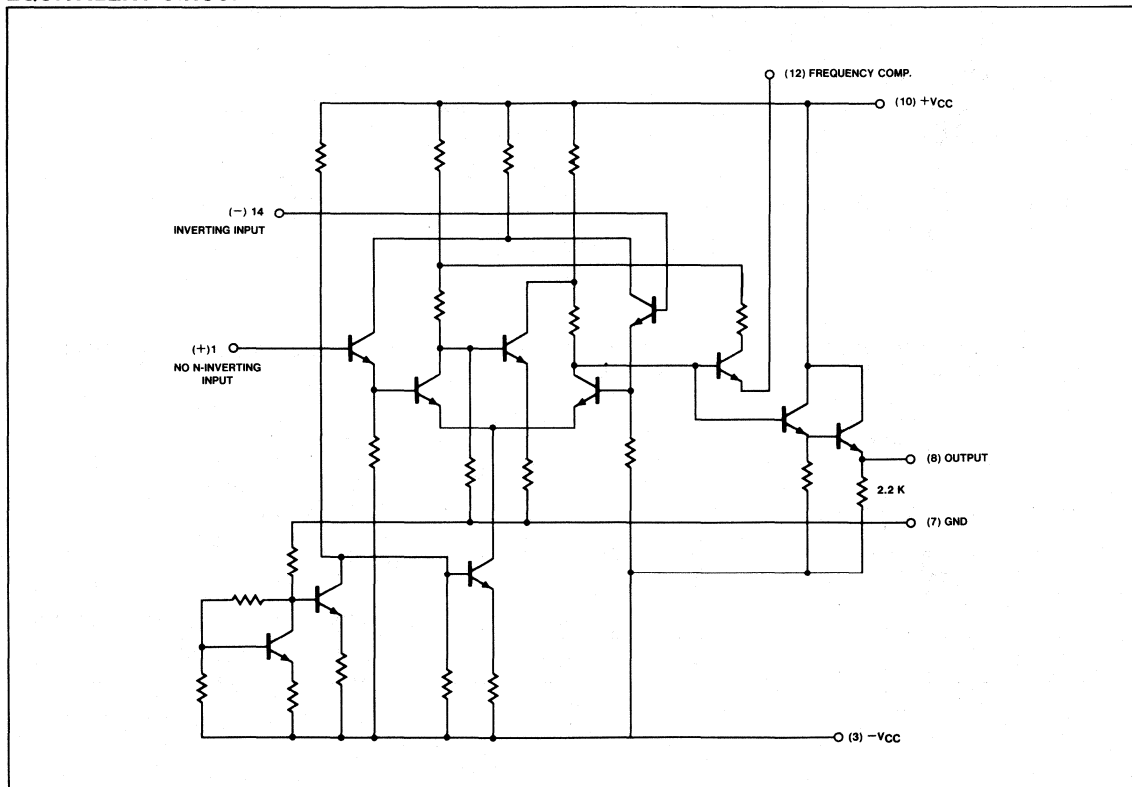 (12) FREQUENCY COMP.
(10) +VCC
(−) 14
INVERTING INPUT
(+)1
NO N-INVERTING
INPUT
(8) OUTPUT
2.2 K
(7) GND
(3) −VCC